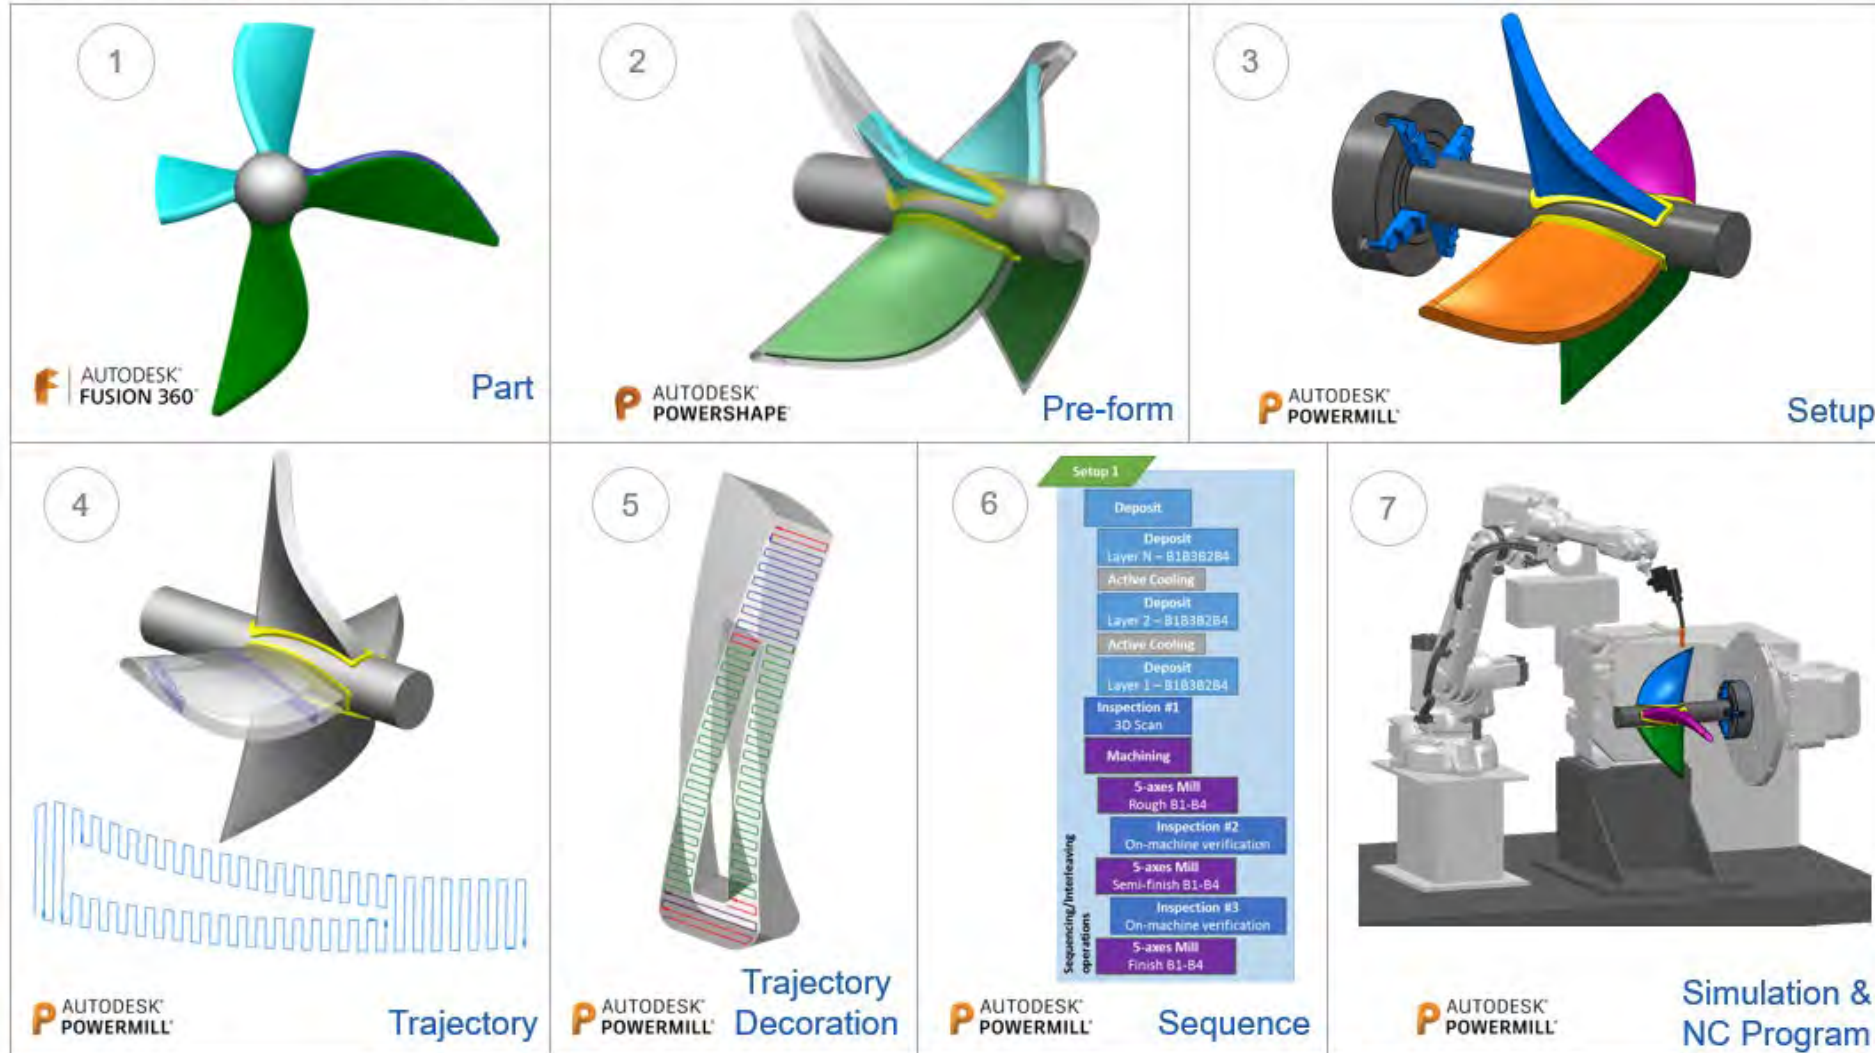 1
AUTODESK
FUSION 360
Part
2
AUTODESK
POWERSHAPE
Pre-form
3
AUTODESK
POWERMILL
Setup
4
AUTODESK
POWERMILL
Trajectory
5
AUTODESK
POWERMILL
Trajectory
Decoration
6
Setup 1
Deposit
Deposit
Layer N – B1B3B2B4
Active Cooling
Deposit
Layer 2 – B1B3B2B4
Active Cooling
Deposit
Layer 1 – B1B3B2B4
Inspection #1
3D Scan
Machining
5-axes Mill
Rough B1-B4
Inspection #2
On-machine verification
5-axes Mill
Semi-finish B1-B4
Inspection #3
On-machine verification
5-axes Mill
Finish B1-B4
Sequencing/Interleaving
operations
AUTODESK
POWERMILL
Sequence
7
AUTODESK
POWERMILL
Simulation &
NC Program